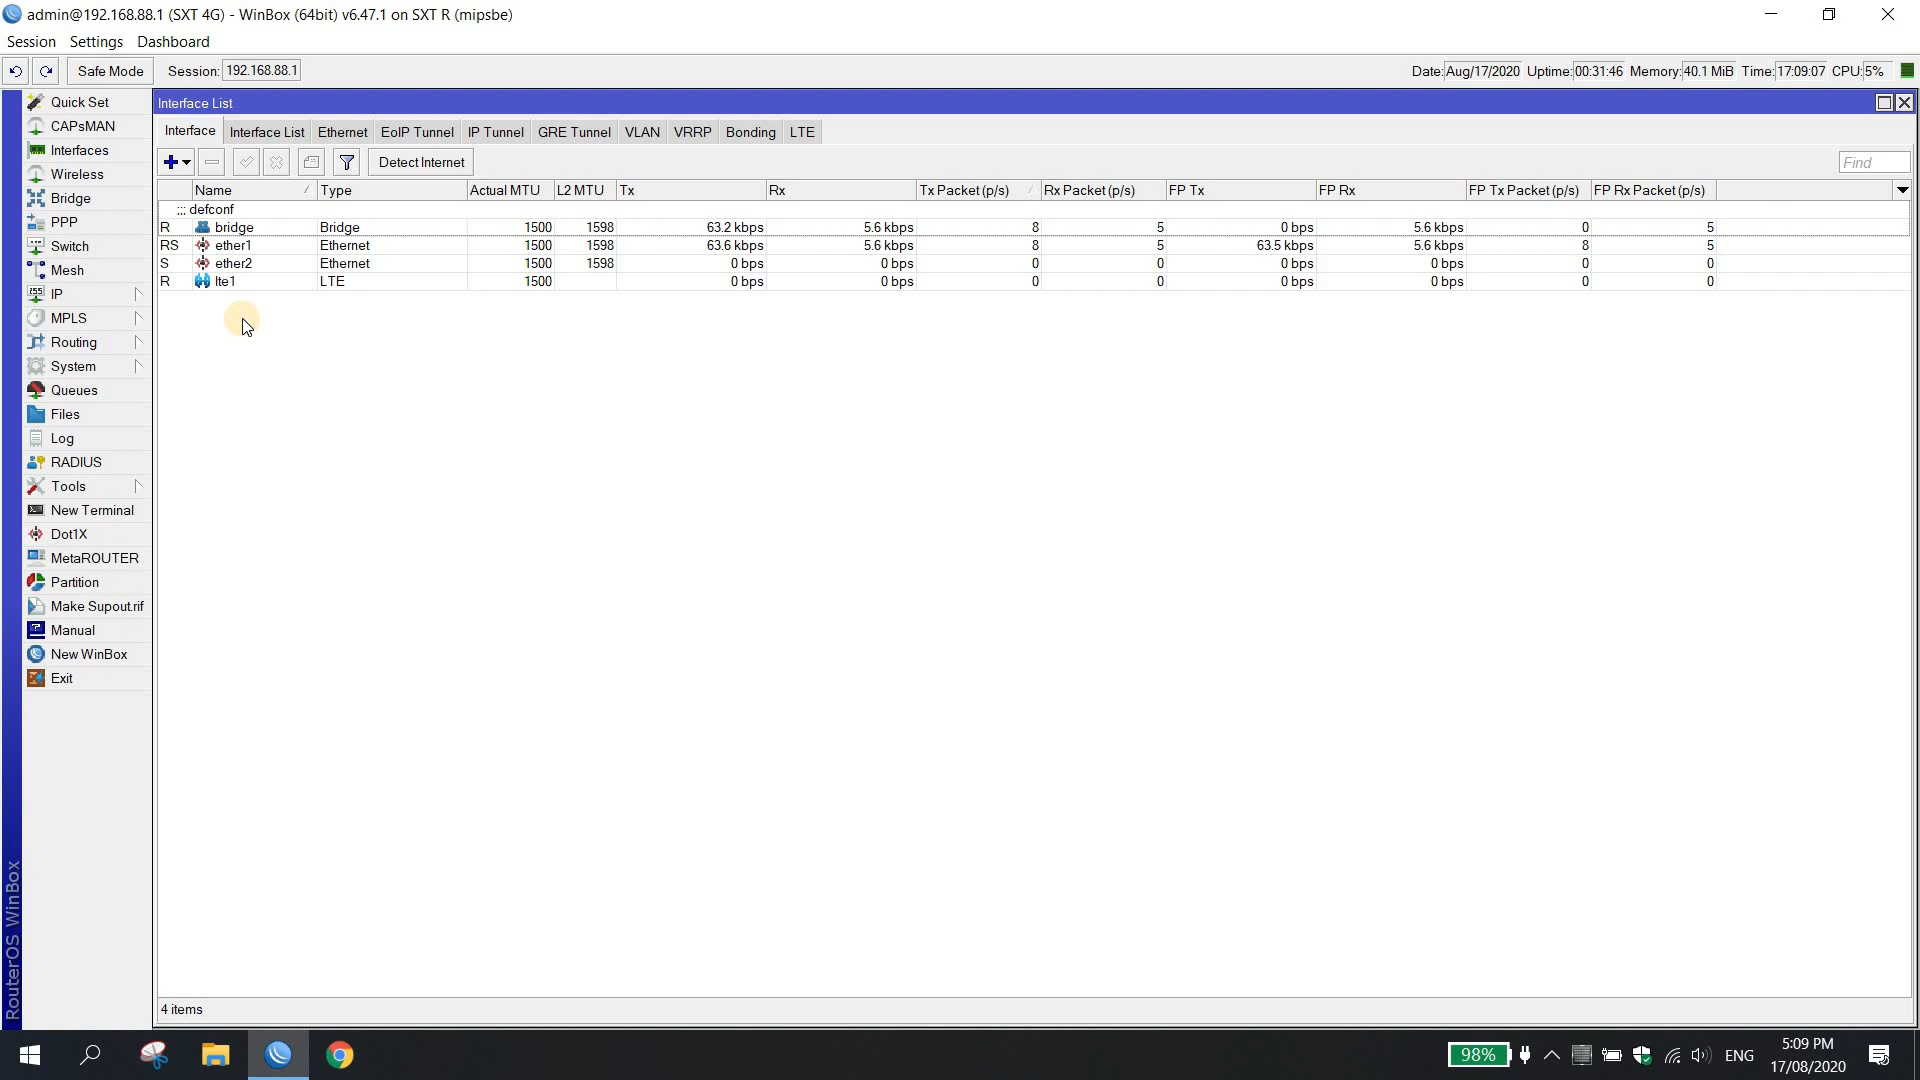 admin@192.168.88.1 (SXT 4G) - WinBox (64bit) v6.47.1 on SXT R (mipsbe)
Session Settings Dashboard
Safe Mode Session: 192.168.88.1 Date: Aug/17/2020 Uptime: 00:31:46 Memory: 40.1 MiB Time: 17:09:07 CPU: 5%
Quick Set
CAPsMAN
Interfaces
Wireless
Bridge
PPP
Switch
Mesh
IP
MPLS
Routing
System
Queues
Files
Log
RADIUS
Tools
New Terminal
Dot1X
MetaROUTER
Partition
Make Supout.rif
Manual
New WinBox
Exit
RouterOS WinBox
Interface List
Interface Interface List Ethernet EoIP Tunnel IP Tunnel GRE Tunnel VLAN VRRP Bonding LTE
Detect Internet Find
Name Type Actual MTU L2 MTU Tx Rx Tx Packet (p/s) Rx Packet (p/s) FP Tx FP Rx FP Tx Packet (p/s) FP Rx Packet (p/s)
;;; defconf
R bridge Bridge 1500 1598 63.2 kbps 5.6 kbps 8 5 0 bps 5.6 kbps 0 5
RS ether1 Ethernet 1500 1598 63.6 kbps 5.6 kbps 8 5 63.5 kbps 5.6 kbps 8 5
S ether2 Ethernet 1500 1598 0 bps 0 bps 0 0 0 bps 0 bps 0 0
R lte1 LTE 1500 0 bps 0 bps 0 0 0 bps 0 bps 0 0
4 items
98% ENG 5:09 PM
17/08/2020